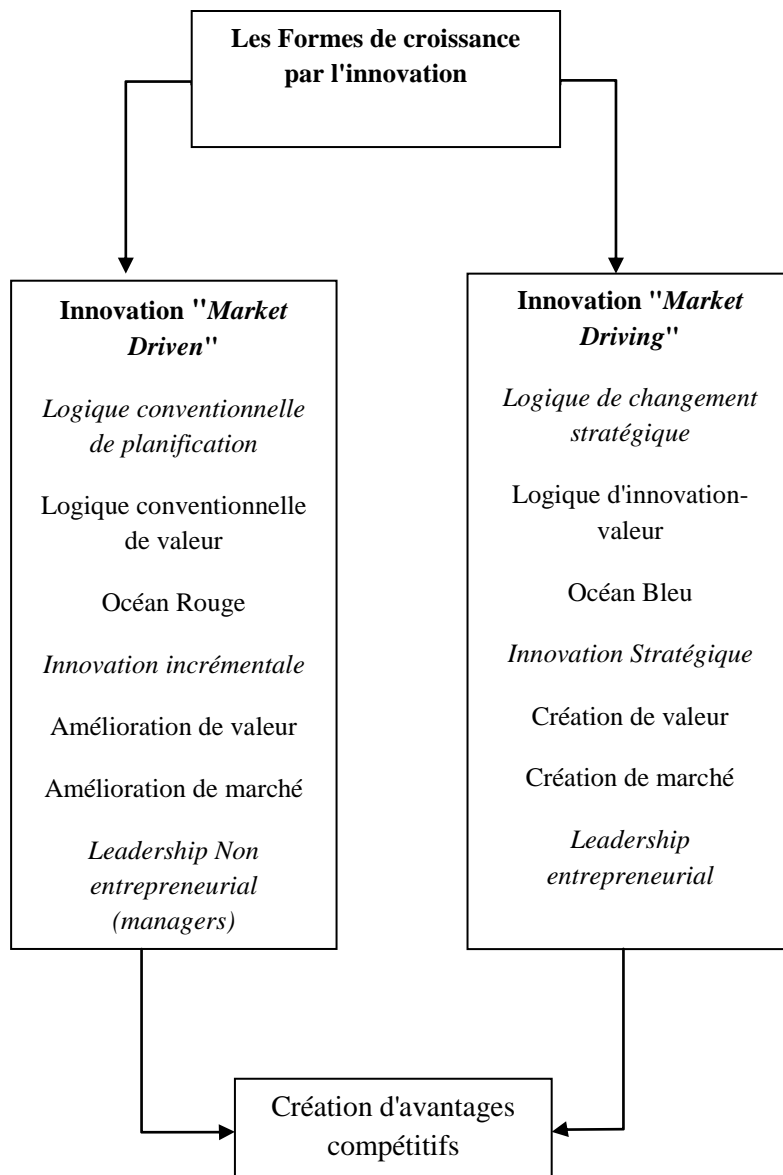 Les Formes de croissance
par l'innovation
Innovation "Market
Driven"
Logique conventionnelle
de planification
Logique conventionnelle
de valeur
Océan Rouge
Innovation incrémentale
Amélioration de valeur
Amélioration de marché
Leadership Non
entrepreneurial
(managers)
Innovation "Market
Driving"
Logique de changement
stratégique
Logique d'innovation-
valeur
Océan Bleu
Innovation Stratégique
Création de valeur
Création de marché
Leadership
entrepreneurial
Création d'avantages
compétitifs